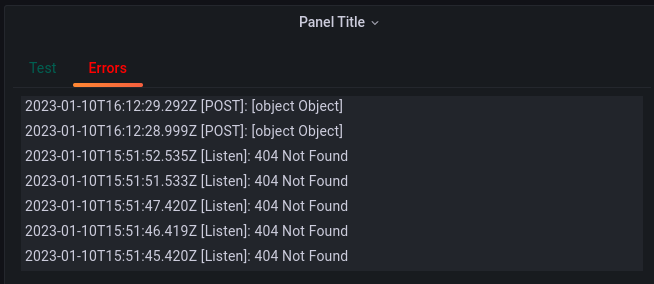 Panel Title
Test Errors
2023-01-10T16:12:29.292Z [POST]: [object Object]
2023-01-10T16:12:28.999Z [POST]: [object Object]
2023-01-10T15:51:52.535Z [Listen]: 404 Not Found
2023-01-10T15:51:51.533Z [Listen]: 404 Not Found
2023-01-10T15:51:47.420Z [Listen]: 404 Not Found
2023-01-10T15:51:46.419Z [Listen]: 404 Not Found
2023-01-10T15:51:45.420Z [Listen]: 404 Not Found